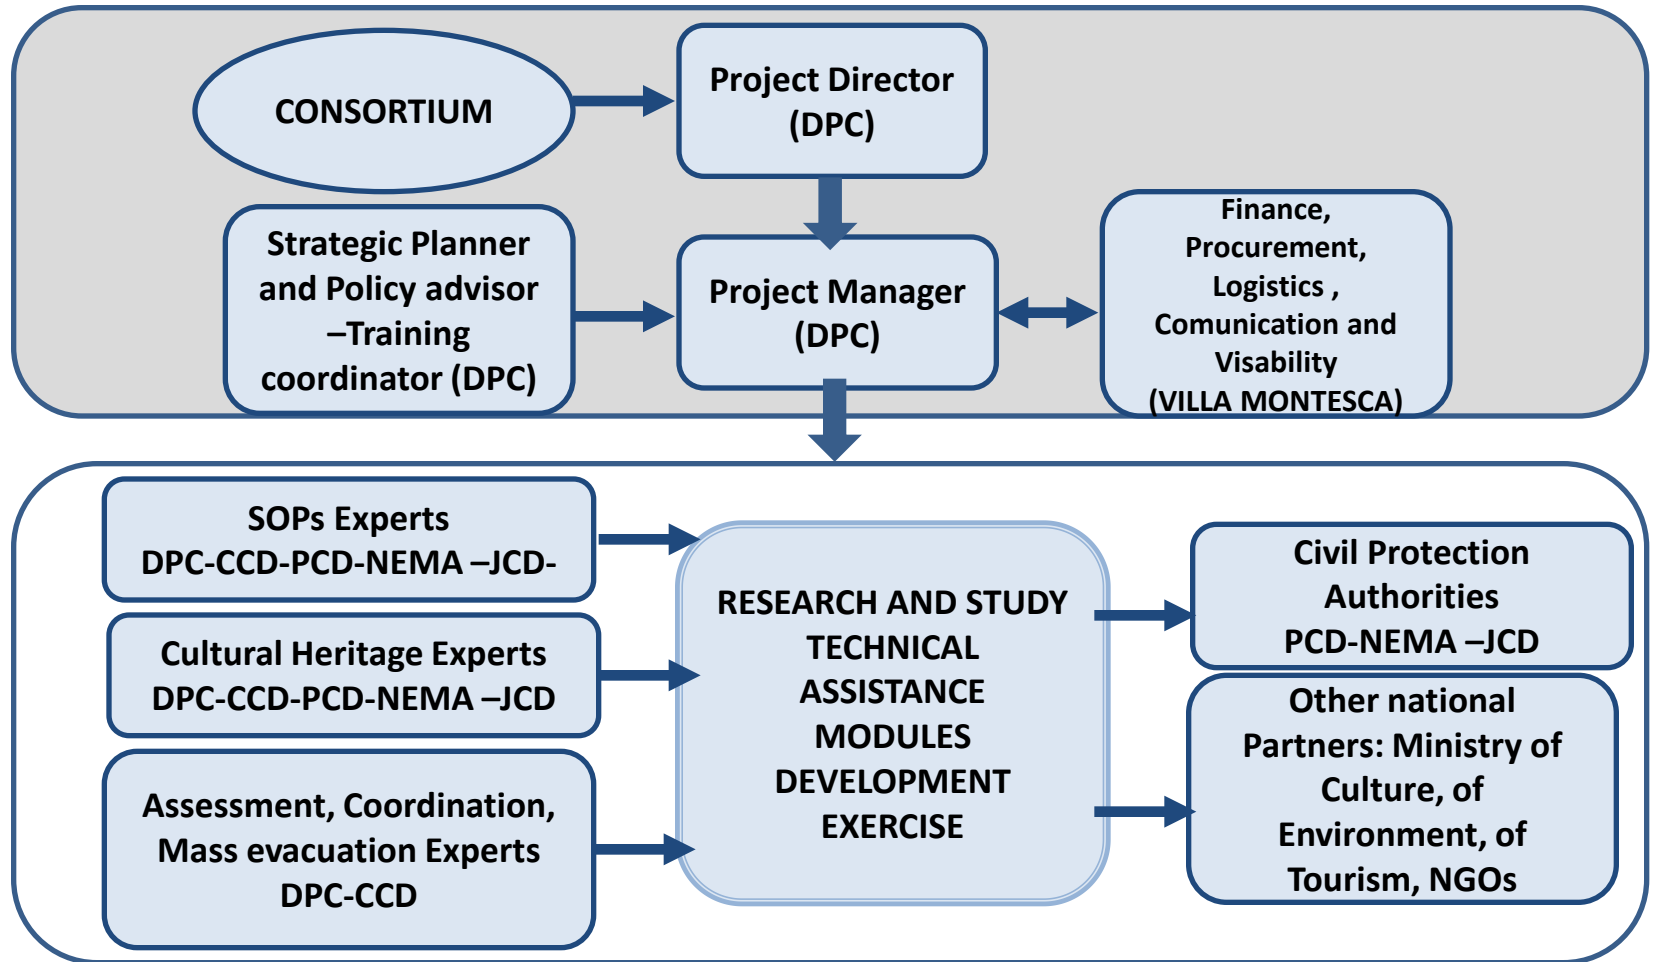 CONSORTIUM
Project Director
(DPC)
Strategic Planner
and Policy advisor
–Training
coordinator (DPC)
Project Manager
(DPC)
Finance,
Procurement,
Logistics ,
Comunication and
Visability
(VILLA MONTESCA)
SOPs Experts
DPC-CCD-PCD-NEMA –JCD-
Cultural Heritage Experts
DPC-CCD-PCD-NEMA –JCD
Assessment, Coordination,
Mass evacuation Experts
DPC-CCD
RESEARCH AND STUDY
TECHNICAL
ASSISTANCE
MODULES
DEVELOPMENT
EXERCISE
Civil Protection
Authorities
PCD-NEMA –JCD
Other national
Partners: Ministry of
Culture, of
Environment, of
Tourism, NGOs